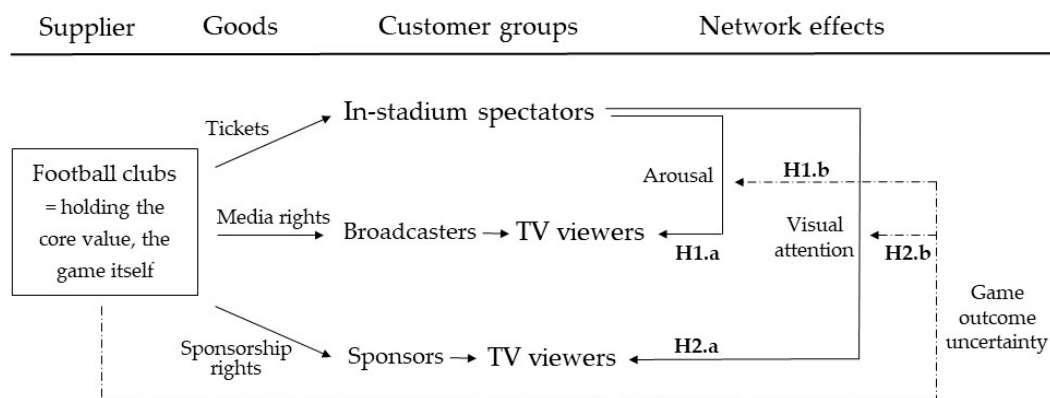 Supplier Goods Customer groups Network effects
In-stadium spectators
Tickets
Football clubs
= holding the
core value, the
game itself
Arousal
H1.b
Media rights
Broadcasters TV viewers
H1.a
Visual
attention
H2.b
Game
outcome
uncertainty
Sponsorship
rights
Sponsors TV viewers
H2.a